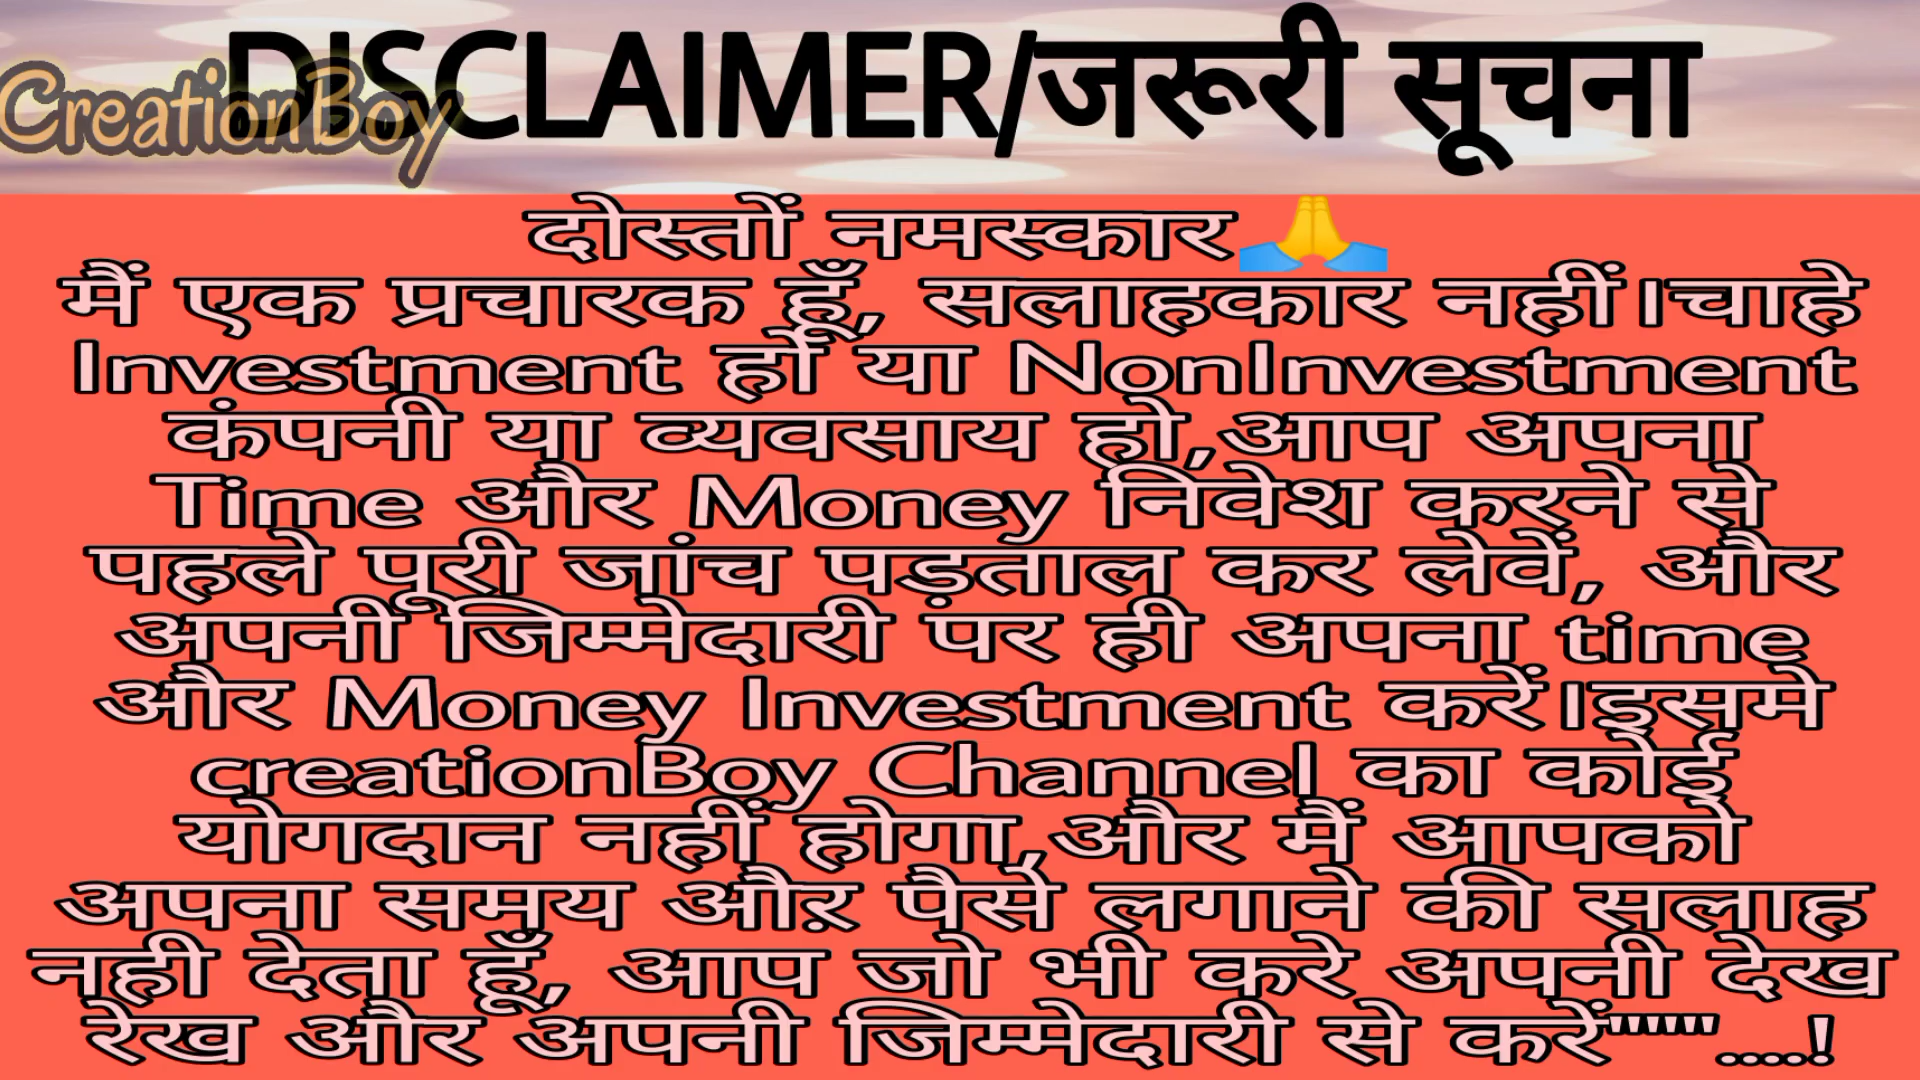 DISCLAIMER/जरूरी सूचना
CreationBoy
दोस्तों नमस्कार🙏
मैं एक प्रचारक हूँ, सलाहकार नहीं।चाहे
Investment हो या NonInvestment
कंपनी या व्यवसाय हो,आप अपना
Time और Money निवेश करने से
पहले पूरी जांच पड़ताल कर लेवें, और
अपनी जिम्मेदारी पर ही अपना time
और Money Investment करें।इसमे
creationBoy Channel का कोई
योगदान नहीं होगा,और मैं आपको
अपना समय औऱ पैसे लगाने की सलाह
नही देता हूँ, आप जो भी करे अपनी देख
रेख और अपनी जिम्मेदारी से करें"""....!